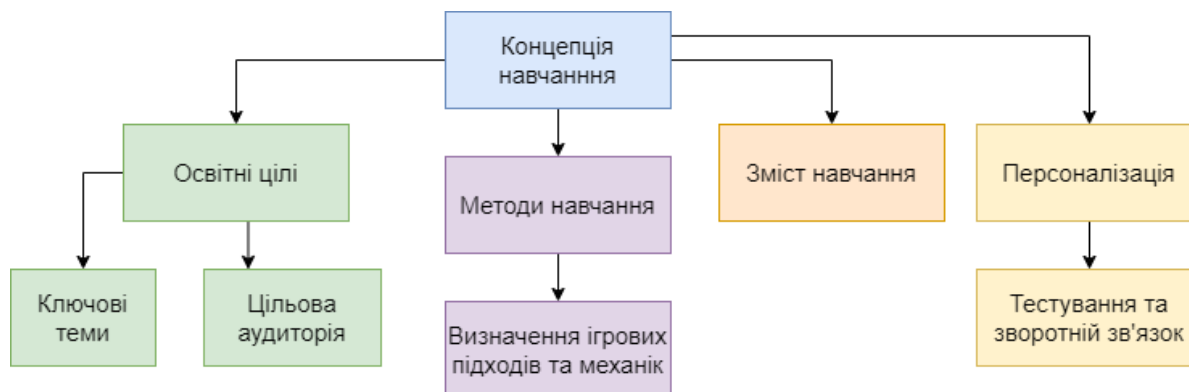 Концепція
навчанння
Освітні цілі
Методи навчання
Зміст навчання
Персоналізація
Ключові
теми
Цільова
аудиторія
Визначення ігрових
підходів та механік
Тестування та
зворотній зв'язок